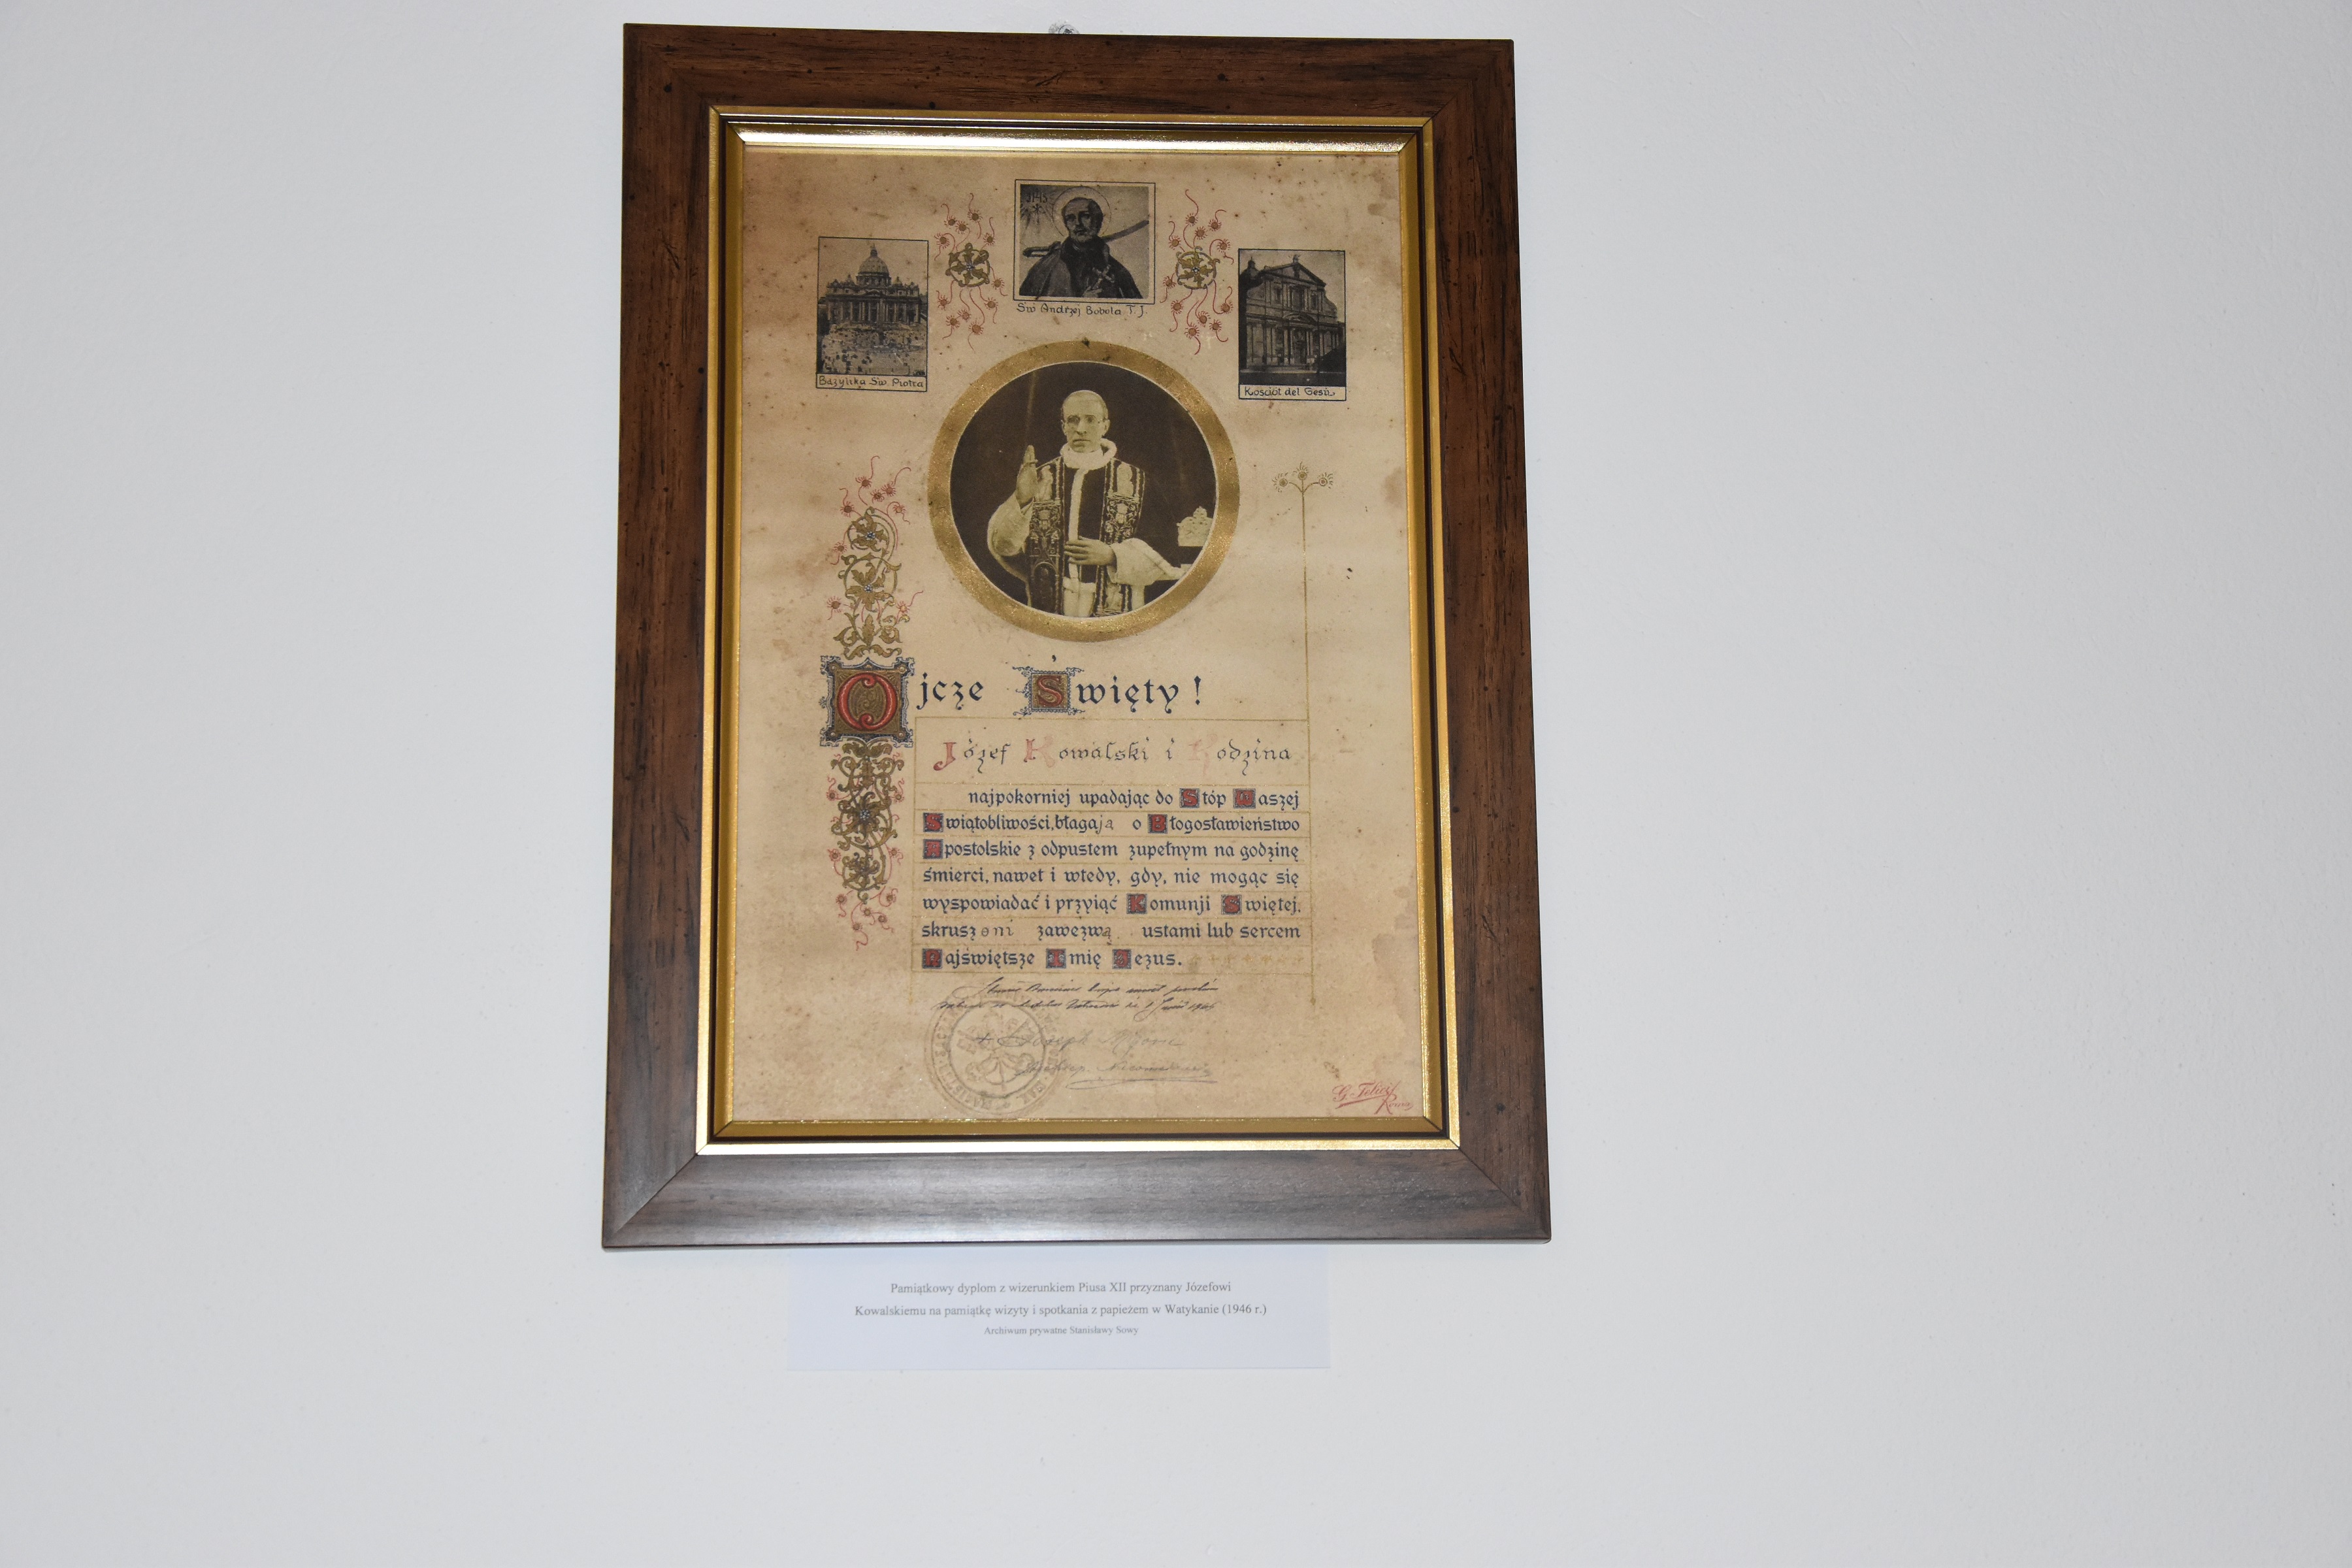 JHS
Św Andrzej Bobola T.J.
Bazylika Św. Piotra
Kościół del Gesù
Ojcze Święty!
Józef Kowalski i Rodzina
najpokorniej upadając do Stóp Waszej
Świątobliwości, błagają o Błogosławieństwo
Apostolskie z odpustem zupełnym na godzinę
śmierci, nawet i wtedy, gdy, nie mogąc się
wyspowiadać i przyjąć Komunji Świętej,
skruszeni zawezwą ustami lub sercem
Najświętsze Imię Jezus.
Joseph
Roma
Pamiątkowy dyplom z wizerunkiem Piusa XII przyznany Józefowi
Kowalskiemu na pamiątkę wizyty i spotkania z papieżem w Watykanie (1946 r.)
Archiwum prywatne Stanisławy Sowy